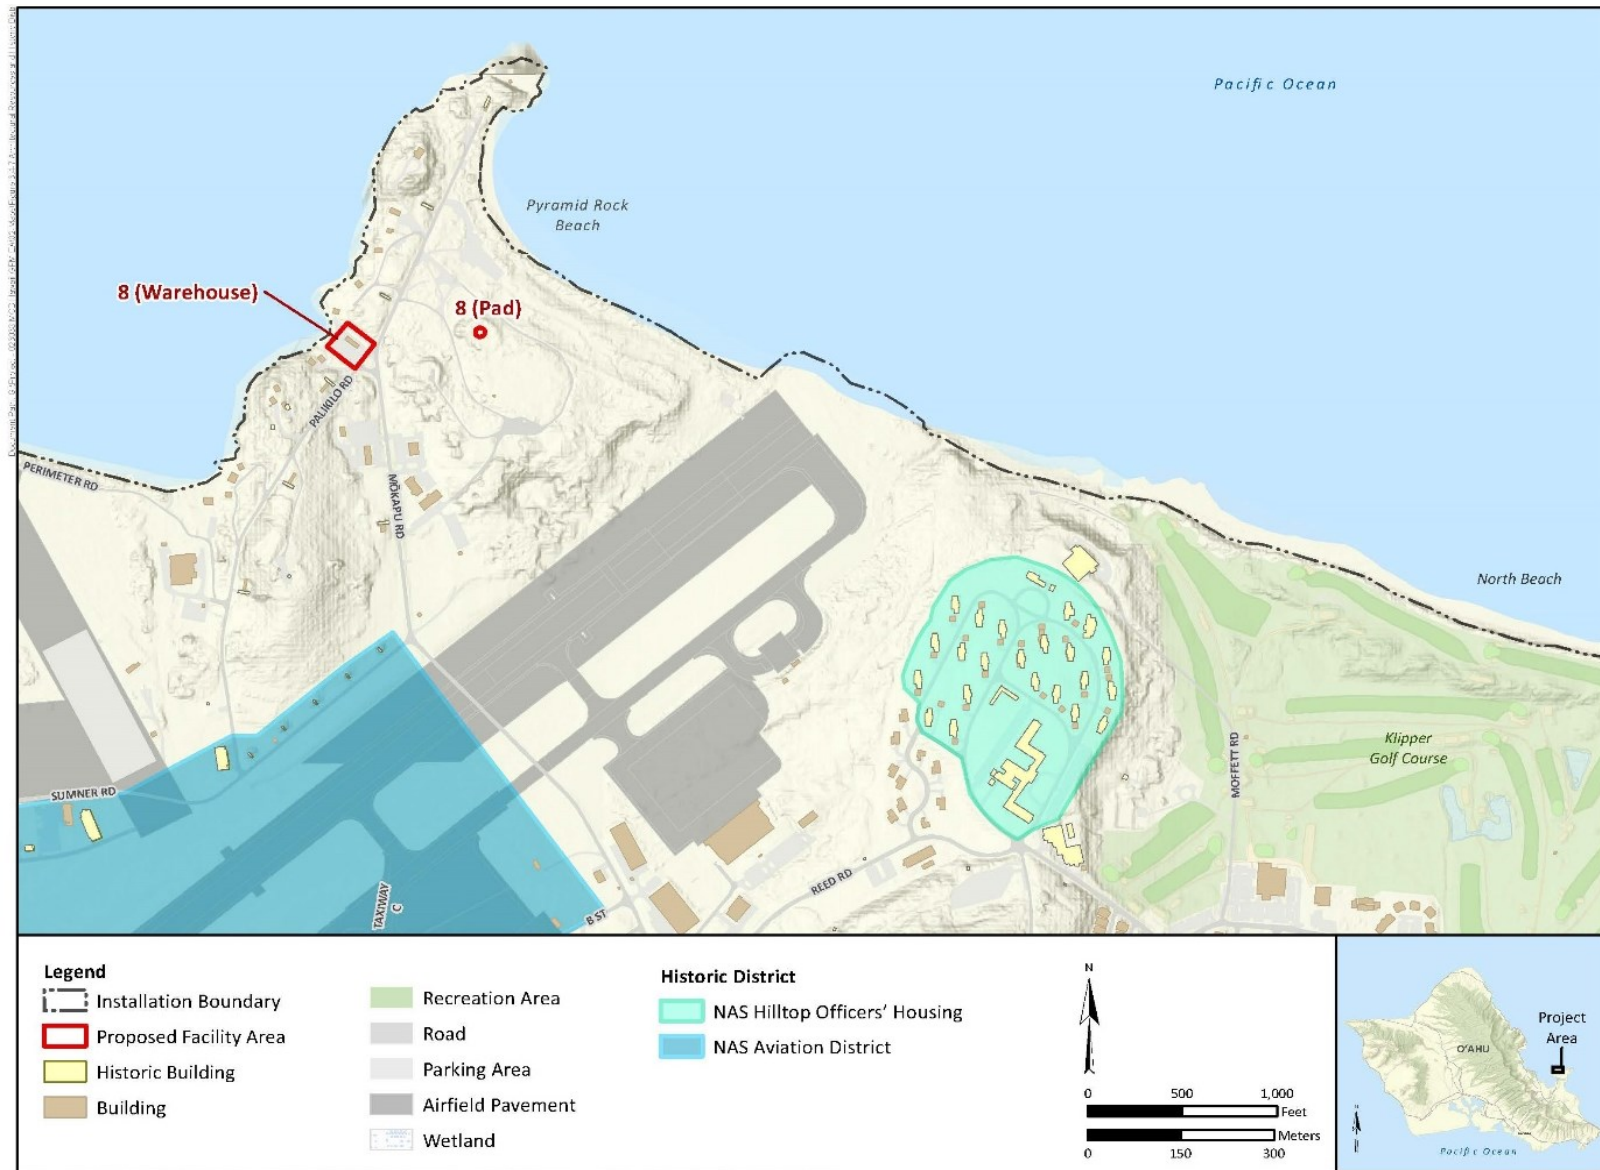 Pacific Ocean
Pyramid Rock
Beach
8 (Warehouse)
8 (Pad)
PALIKILO RD
PERIMETER RD
MŌKAPU RD
North Beach
Klipper
Golf Course
MOFFETT RD
SUMNER RD
REED RD
TAXIWAY
C
B ST
Legend
Installation Boundary
Proposed Facility Area
Historic Building
Building
Recreation Area
Road
Parking Area
Airfield Pavement
Wetland
Historic District
NAS Hilltop Officers' Housing
NAS Aviation District
N
0 500 1,000
Feet
Meters
0 150 300
Project
Area
O'AHU
Pacific Ocean